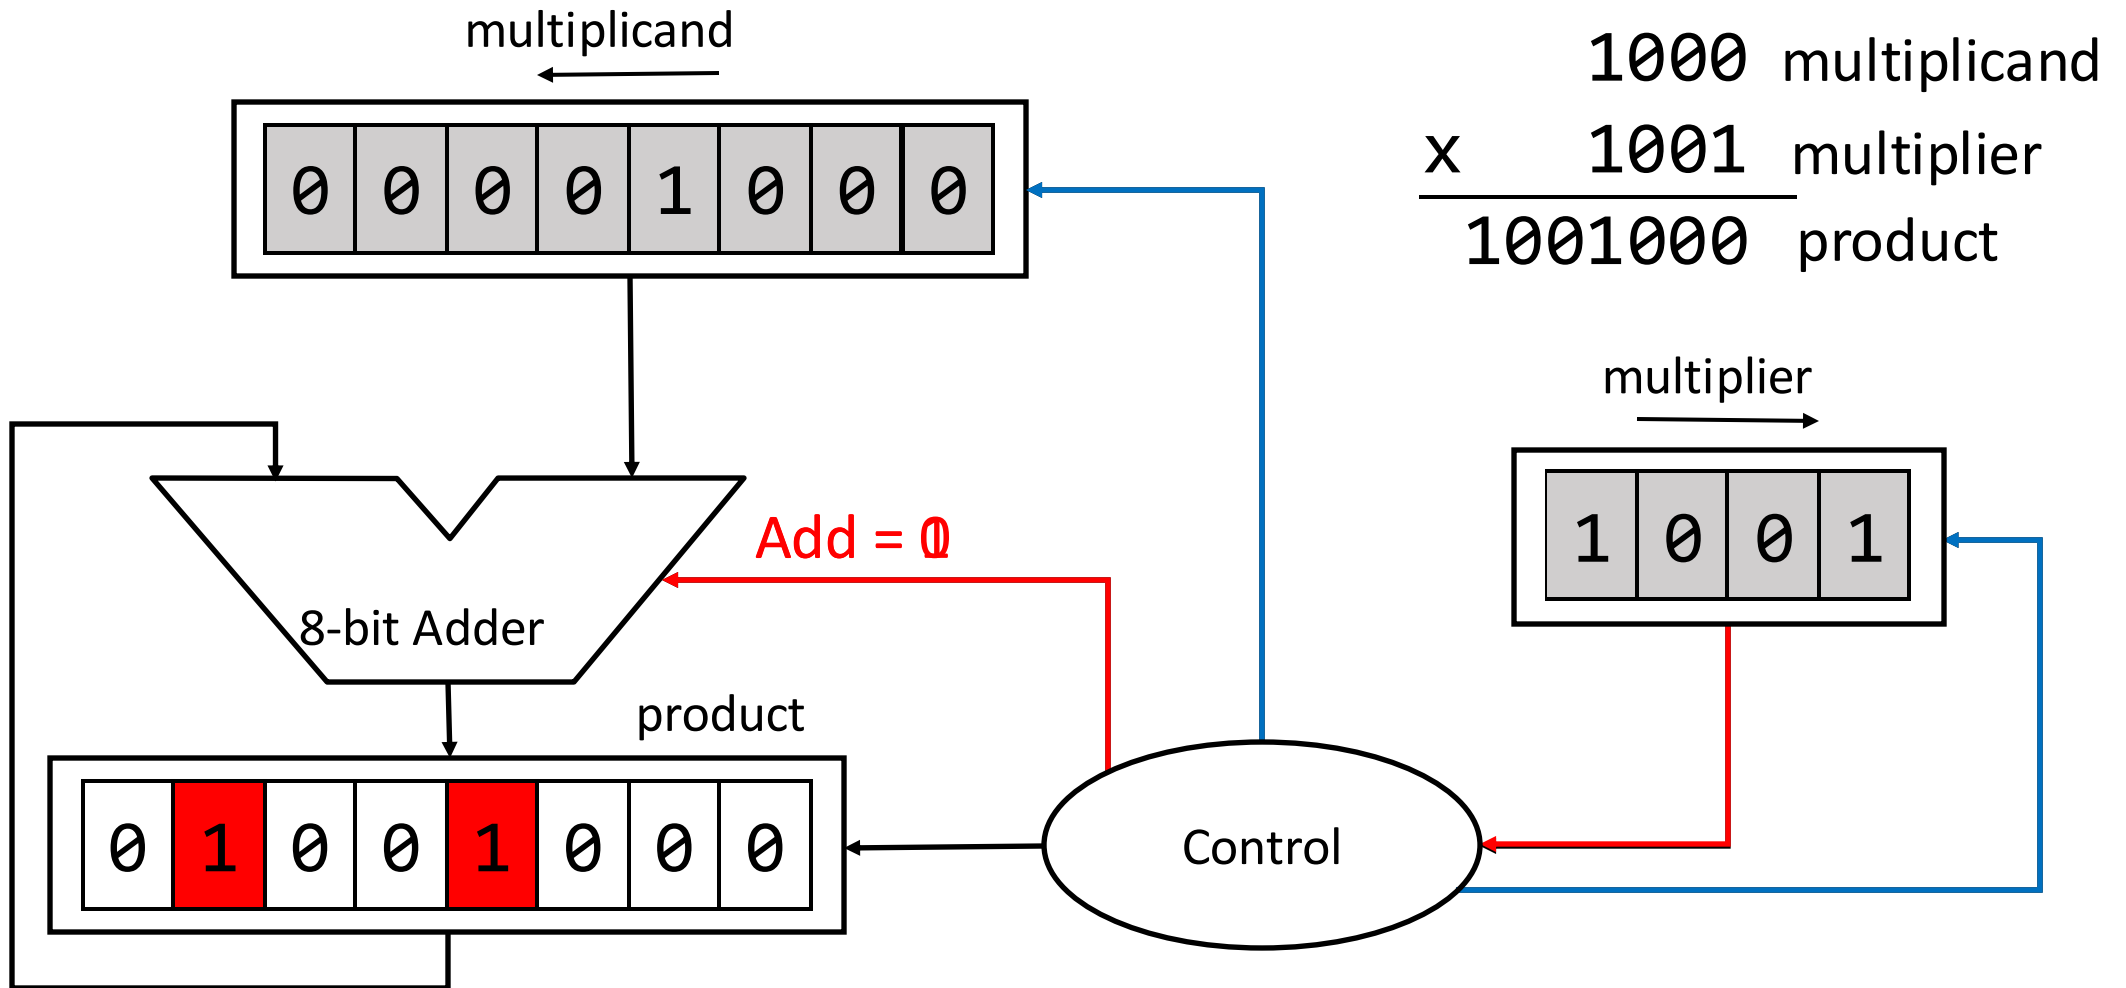 multiplicand
0 0 0 0 1 0 0 0
1000 multiplicand
x 1001 multiplier
1001000 product
multiplier
1 0 0 1
Add =
8-bit Adder
product
0 1 0 0 1 0 0 0
Control